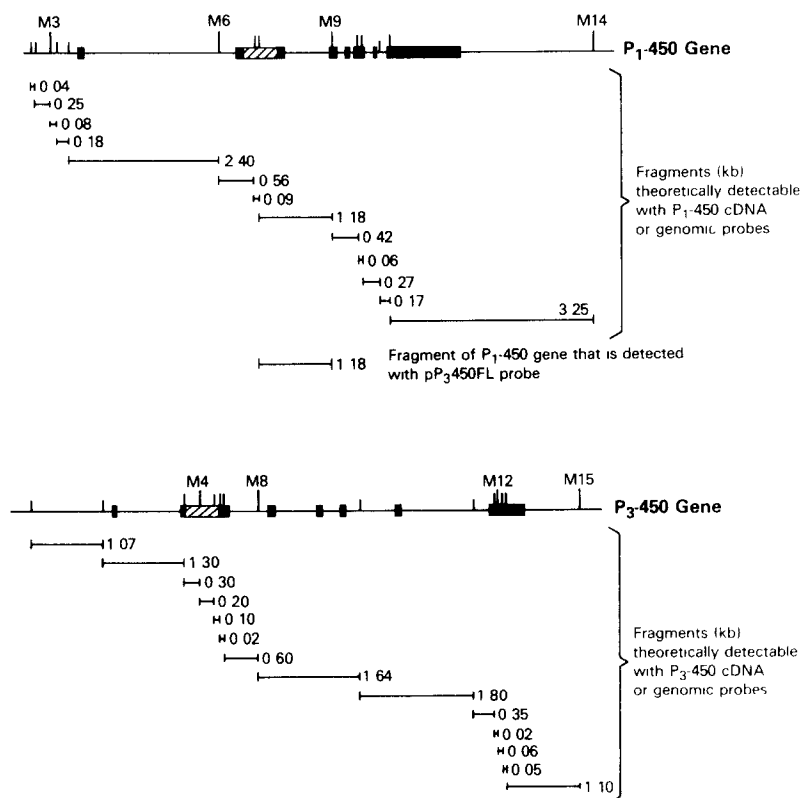 M3 M6 M9 M14
P1-450 Gene
0 04
0 25
0 08
0 18
2 40
0 56
0 09
1 18
0 42
0 06
0 27
0 17
3 25
Fragments (kb)
theoretically detectable
with P1-450 cDNA
or genomic probes
1 18
Fragment of P1-450 gene that is detected
with pP3450FL probe
M4 M8 M12 M15
P3-450 Gene
1 07
1 30
0 30
0 20
0 10
0 02
0 60
1 64
1 80
0 35
0 02
0 06
0 05
1 10
Fragments (kb)
theoretically detectable
with P3-450 cDNA
or genomic probes